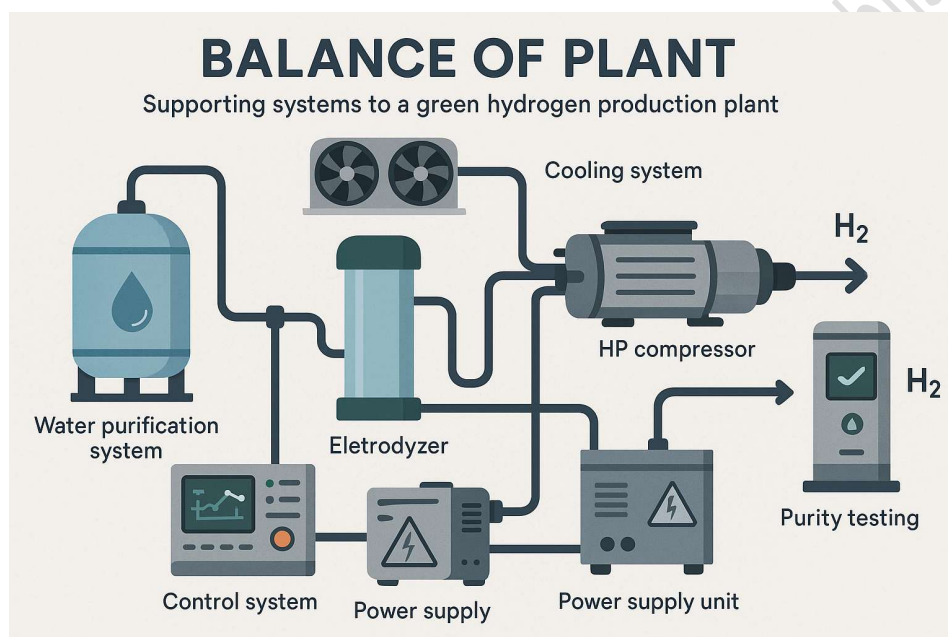 BALANCE OF PLANT
Supporting systems to a green hydrogen production plant
Cooling system
H2
HP compressor
H2
Water purification
system
Eletrodyzer
Purity testing
Control system
Power supply
Power supply unit